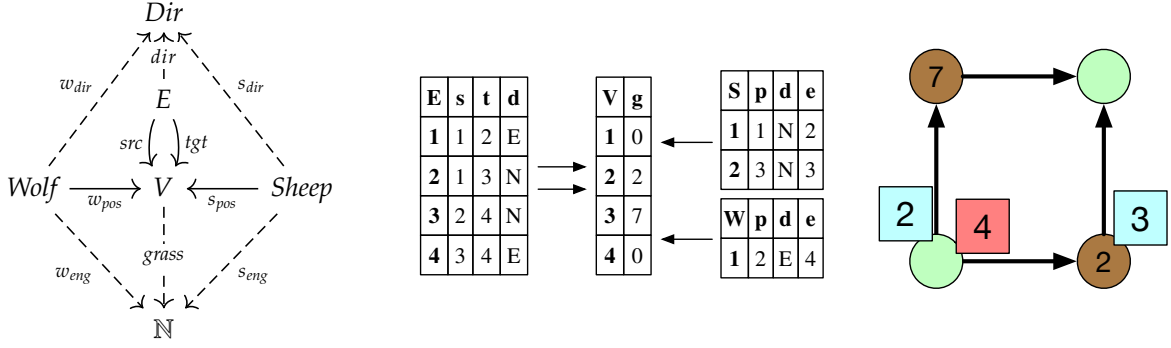 Dir
w_dir dir s_dir
E
src tgt
Wolf V Sheep
w_pos s_pos
w_eng grass s_eng
ℕ
E s t d
1 1 2 E
2 1 3 N
3 2 4 N
4 3 4 E
V g
1 0
2 2
3 7
4 0
S p d e
1 1 N 2
2 3 N 3
W p d e
1 2 E 4
7
2 4 3
2